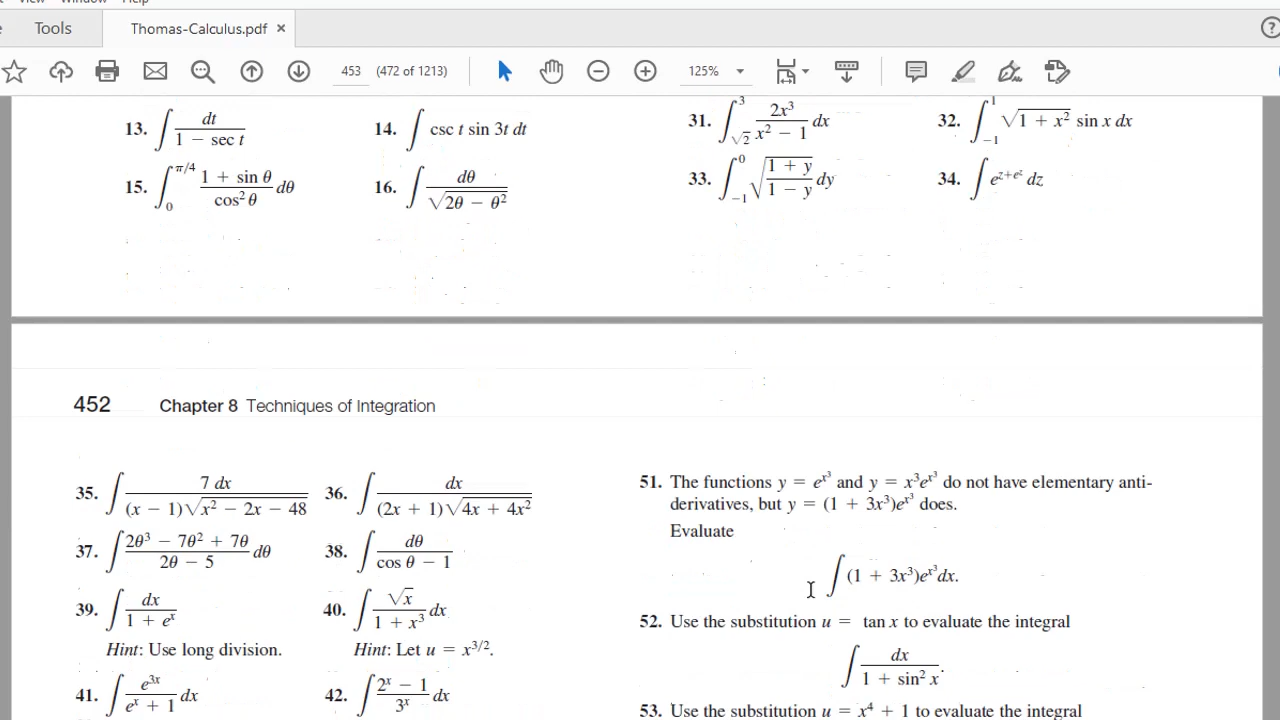 Tools
Thomas-Calculus.pdf ×
453 (472 of 1213) 125%
13. ∫ dt / (1 − sec t)
14. ∫ csc t sin 3t dt
15. ∫_0^{π/4} (1 + sin θ) / cos² θ dθ
16. ∫ dθ / √(2θ − θ²)
31. ∫_{√2}^3 2x³ / (x² − 1) dx
32. ∫_{−1}^1 √(1 + x²) sin x dx
33. ∫_{−1}^0 √((1 + y) / (1 − y)) dy
34. ∫ e^{z+e^z} dz
452 Chapter 8 Techniques of Integration
35. ∫ 7 dx / ((x − 1)√(x² − 2x − 48))
36. ∫ dx / ((2x + 1)√(4x + 4x²))
37. ∫ (2θ³ − 7θ² + 7θ) / (2θ − 5) dθ
38. ∫ dθ / (cos θ − 1)
39. ∫ dx / (1 + e^x)
40. ∫ √x / (1 + x³) dx
Hint: Use long division.
Hint: Let u = x^{3/2}.
41. ∫ e^{3x} / (e^x + 1) dx
42. ∫ (2^x − 1) / 3^x dx
51. The functions y = e^{x³} and y = x³e^{x³} do not have elementary anti-
derivatives, but y = (1 + 3x³)e^{x³} does.
Evaluate
∫ (1 + 3x³)e^{x³} dx.
52. Use the substitution u = tan x to evaluate the integral
∫ dx / (1 + sin² x).
53. Use the substitution u = x⁴ + 1 to evaluate the integral